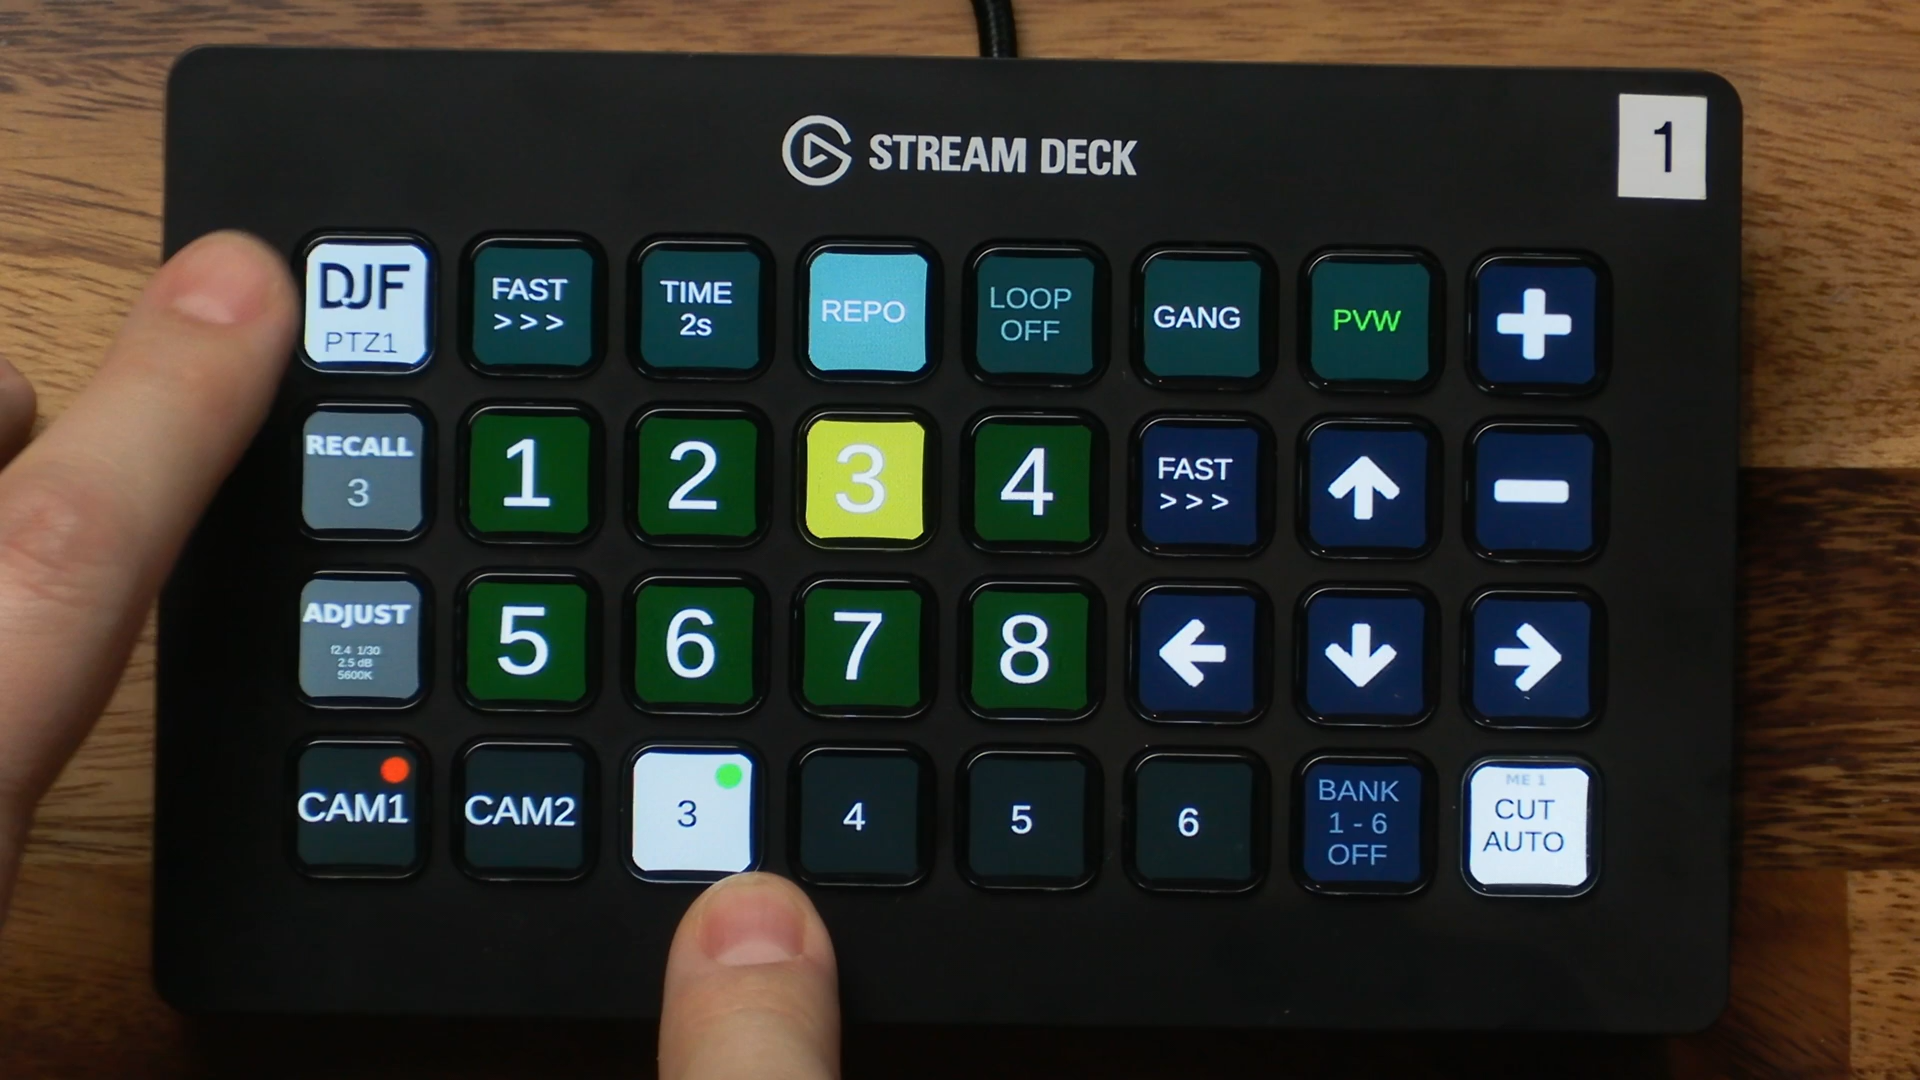 STREAM DECK
1
DJF
PTZ1
FAST
>>>
TIME
2s
REPO
LOOP
OFF
GANG
PVW
RECALL
3
1
2
3
4
FAST
>>>
ADJUST
f2.4 1/30
2.5 dB
5600K
5
6
7
8
CAM1
CAM2
3
4
5
6
BANK
1 - 6
OFF
ME 1
CUT
AUTO